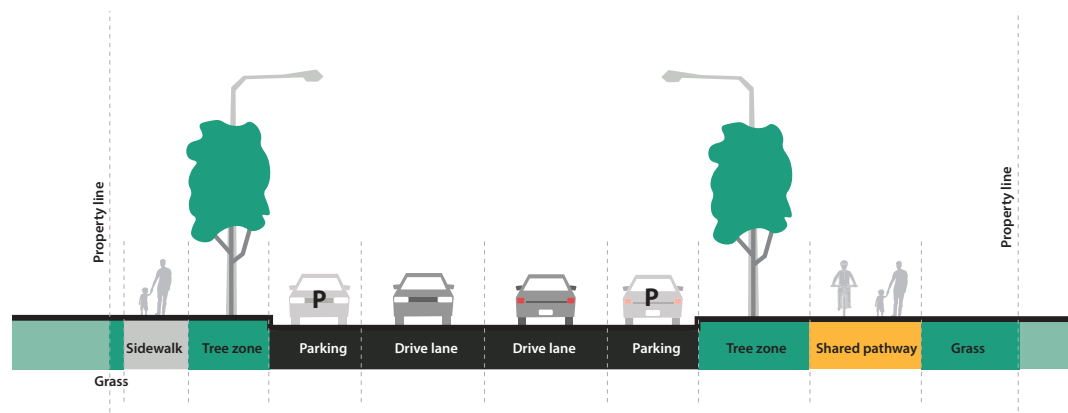 Property line
Property line
P
P
Sidewalk
Tree zone
Parking
Drive lane
Drive lane
Parking
Tree zone
Shared pathway
Grass
Grass